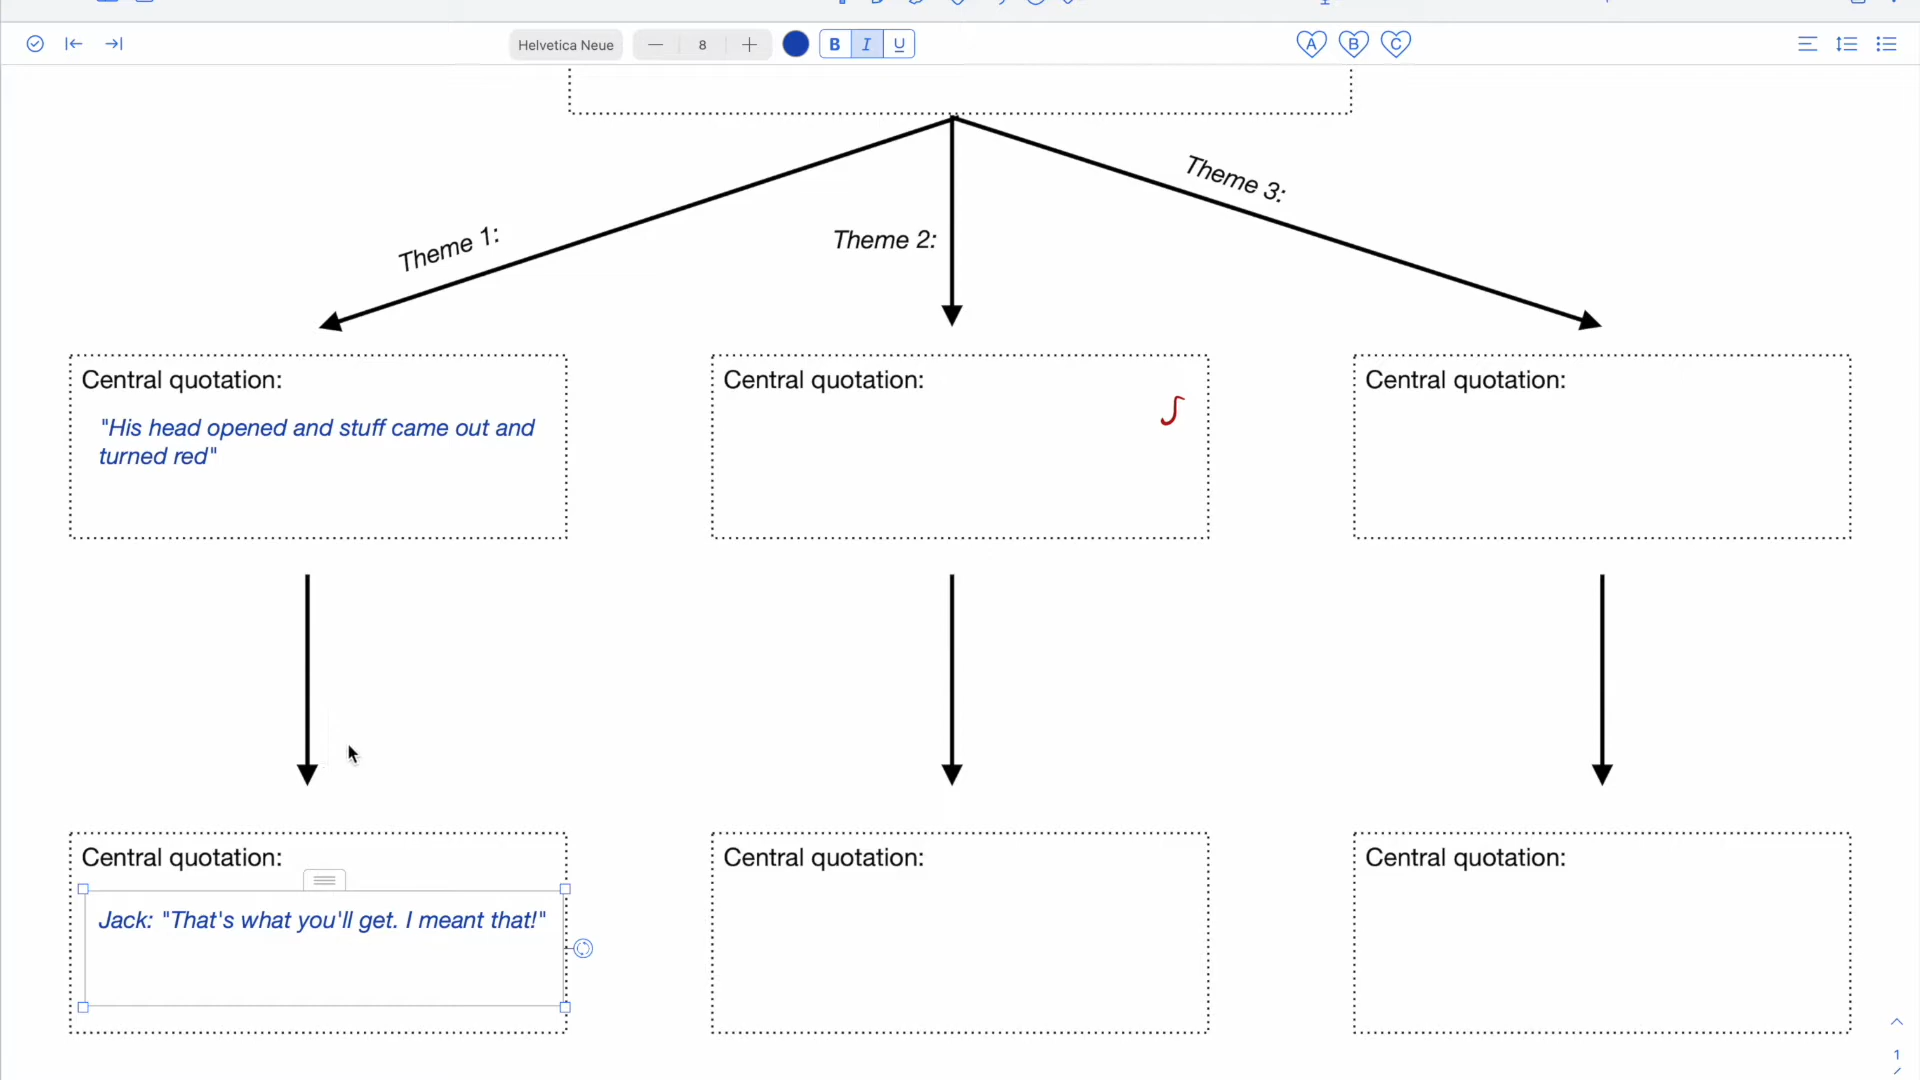 Helvetica Neue
8
B
I
U
A
B
C
Theme 1:
Theme 2:
Theme 3:
Central quotation:
"His head opened and stuff came out and
turned red"
Central quotation:
Central quotation:
Central quotation:
Jack: "That's what you'll get. I meant that!"
Central quotation:
Central quotation:
1